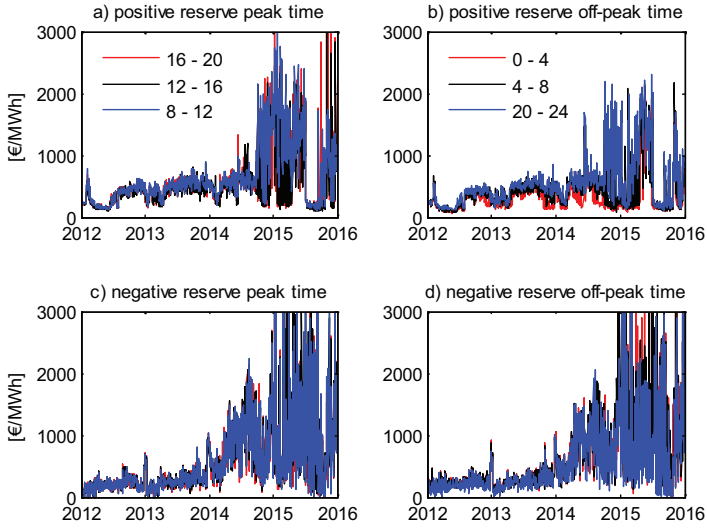 a) positive reserve peak time
b) positive reserve off-peak time
[€/MWh]
3000
2000
1000
0
16 - 20
12 - 16
8 - 12
2012 2013 2014 2015 2016
3000
2000
1000
0
0 - 4
4 - 8
20 - 24
2012 2013 2014 2015 2016
c) negative reserve peak time
d) negative reserve off-peak time
[€/MWh]
3000
2000
1000
0
2012 2013 2014 2015 2016
3000
2000
1000
0
2012 2013 2014 2015 2016